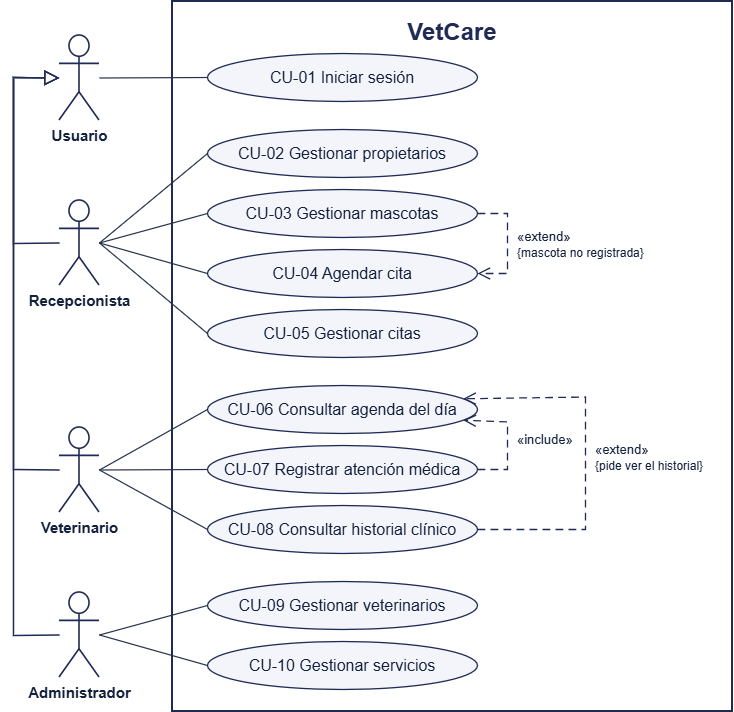 VetCare
CU-01 Iniciar sesión
Usuario
CU-02 Gestionar propietarios
CU-03 Gestionar mascotas
«extend»
{mascota no registrada}
CU-04 Agendar cita
Recepcionista
CU-05 Gestionar citas
CU-06 Consultar agenda del día
«include»
«extend»
{pide ver el historial}
CU-07 Registrar atención médica
Veterinario
CU-08 Consultar historial clínico
CU-09 Gestionar veterinarios
CU-10 Gestionar servicios
Administrador